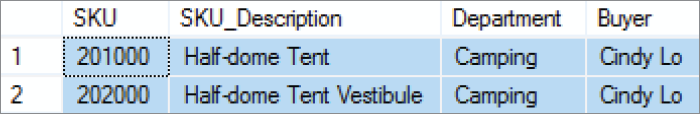 SKU SKU_Description Department Buyer
1 201000 Half-dome Tent Camping Cindy Lo
2 202000 Half-dome Tent Vestibule Camping Cindy Lo